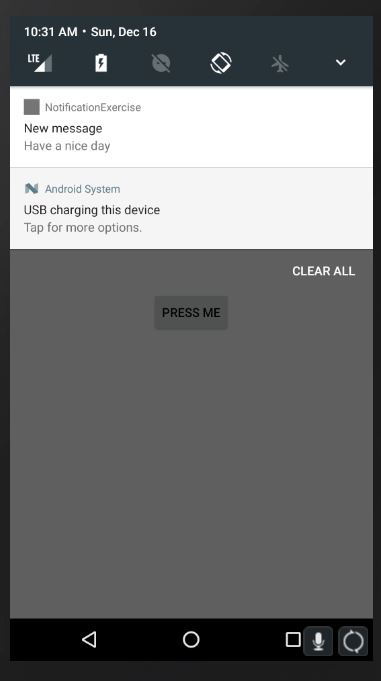 10:31 AM • Sun, Dec 16
LTE
NotificationExercise
New message
Have a nice day
Android System
USB charging this device
Tap for more options.
CLEAR ALL
PRESS ME